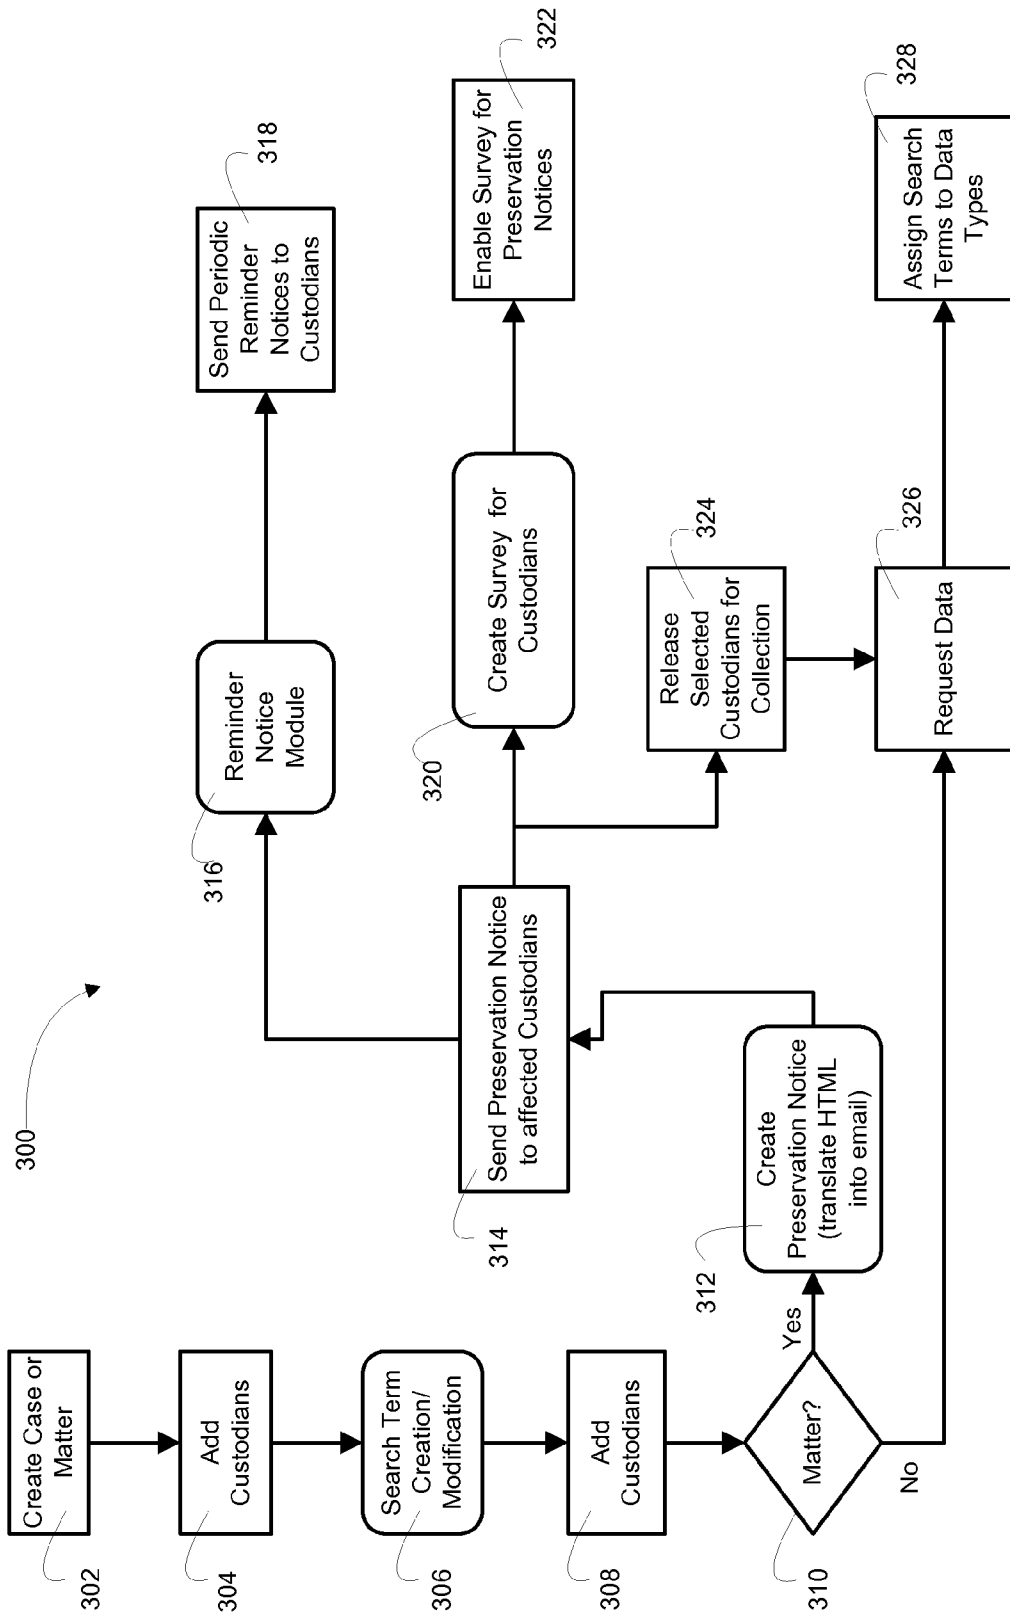 300
Create Case or
Matter
302
Add
Custodians
304
Search Term
Creation/
Modification
306
Add
Custodians
308
Matter?
310
Yes
No
Create
Preservation Notice
(translate HTML
into email)
312
Send Preservation Notice
to affected Custodians
314
Reminder
Notice
Module
316
Send Periodic
Reminder
Notices to
Custodians
318
Create Survey for
Custodians
320
Enable Survey for
Preservation
Notices
322
Release
Selected
Custodians for
Collection
324
Request Data
326
Assign Search
Terms to Data
Types
328